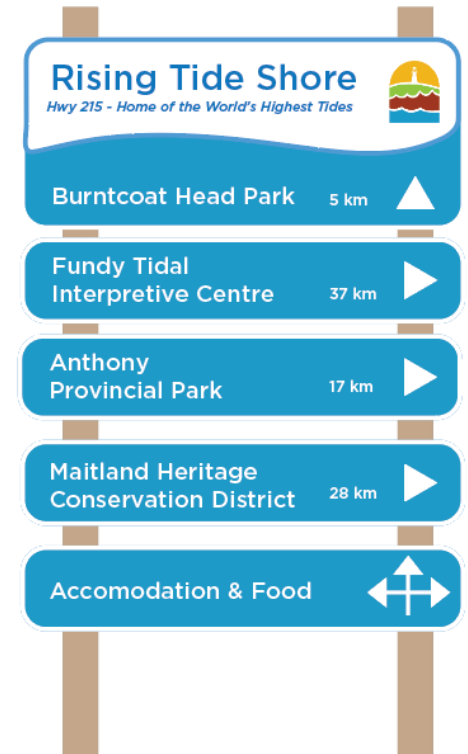 Rising Tide Shore
Hwy 215 - Home of the World's Highest Tides
Burntcoat Head Park 5 km
Fundy Tidal
Interpretive Centre 37 km
Anthony
Provincial Park 17 km
Maitland Heritage
Conservation District 28 km
Accomodation & Food